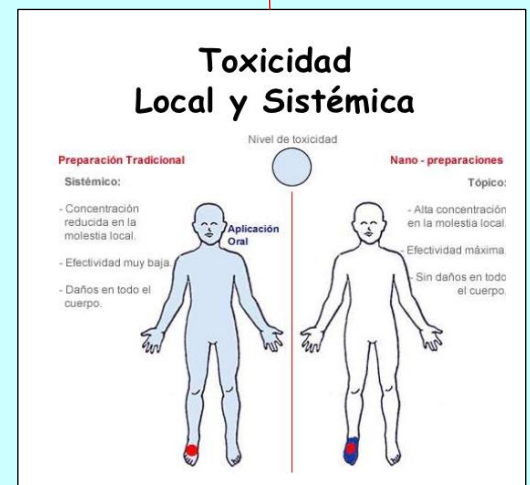 Toxicidad
Local y Sistémica
Nivel de toxicidad
Preparación Tradicional
Sistémico:
- Concentración
reducida en la
molestia local.
- Efectividad muy baja.
- Daños en todo el
cuerpo.
Aplicación
Oral
Nano - preparaciones
Tópico:
- Alta concentración
en la molestia local.
- Efectividad máxima.
- Sin daños en todo
el cuerpo.